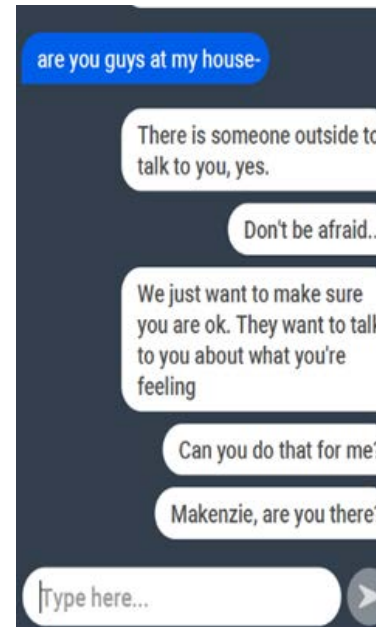 are you guys at my house-
There is someone outside to
talk to you, yes.
Don't be afraid..
We just want to make sure
you are ok. They want to talk
to you about what you're
feeling
Can you do that for me?
Makenzie, are you there?
Type here...